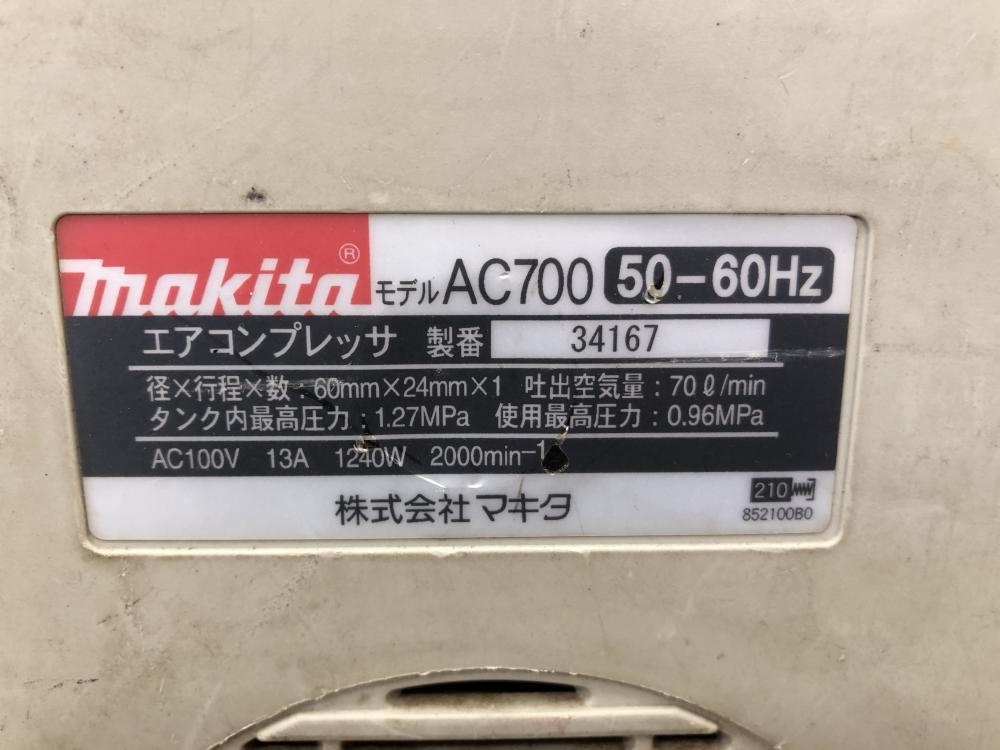 makita®
モデル AC700 50-60Hz
エアコンプレッサ 製番 34167
径×行程×数:60mm×24mm×1 吐出空気量:70ℓ/min
タンク内最高圧力:1.27MPa 使用最高圧力:0.96MPa
AC100V 13A 1240W 2000min⁻¹
株式会社マキタ
210
852100B0